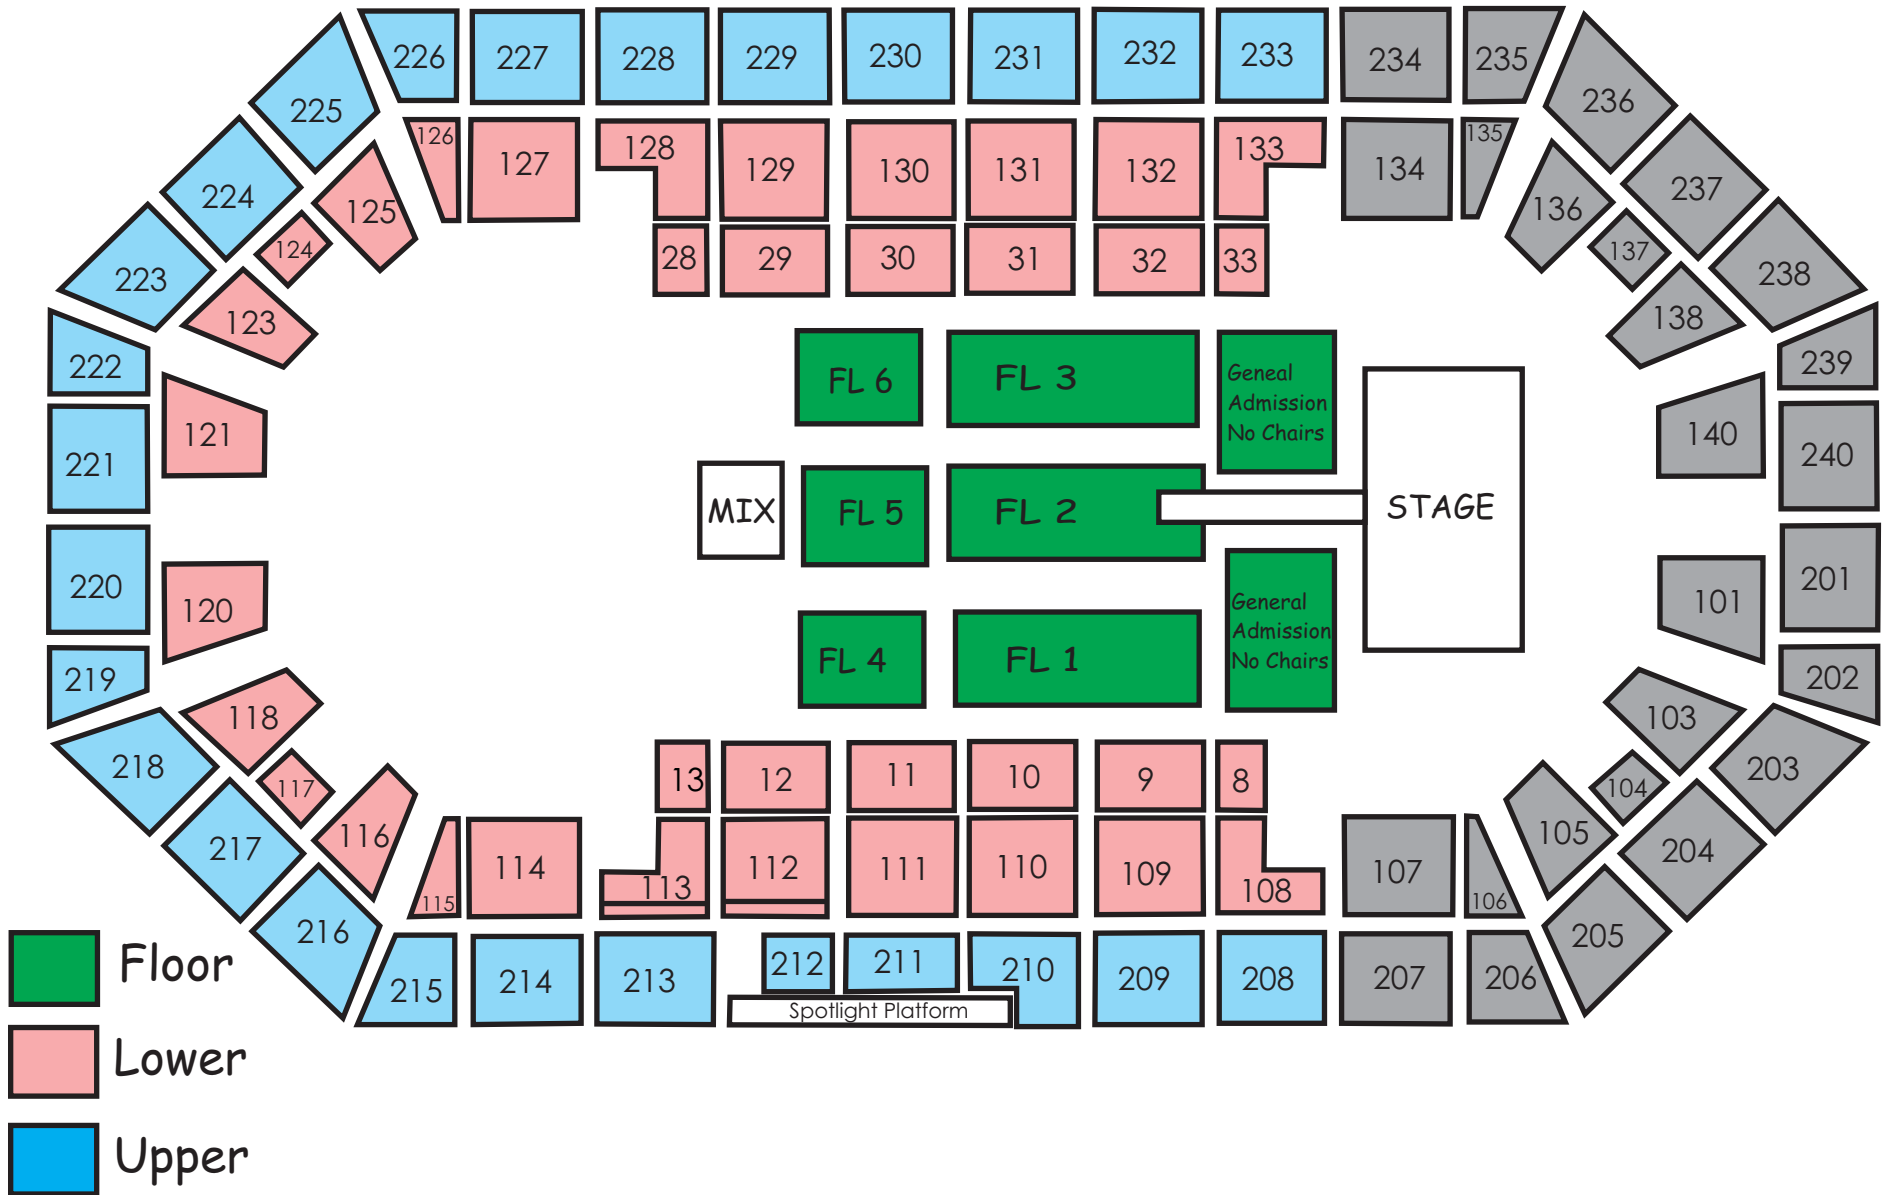 226 227 228 229 230 231 232 233 234 235
225 236
126 127 128 129 130 131 132 133 134 135
224 125 136 237
124 28 29 30 31 32 33 137
223 123 138 238
222 239
FL 6 FL 3
Geneal
Admission
No Chairs
121 140
221 240
MIX FL 5 FL 2 STAGE
220 201
120 101
General
Admission
No Chairs
FL 4 FL 1
219 202
118 103
218 117 13 12 11 10 9 8 104 203
217 116 105 204
115 114 113 112 111 110 109 108 107 106
216 205
215 214 213 212 211 210 209 208 207 206
Spotlight Platform
Floor
Lower
Upper